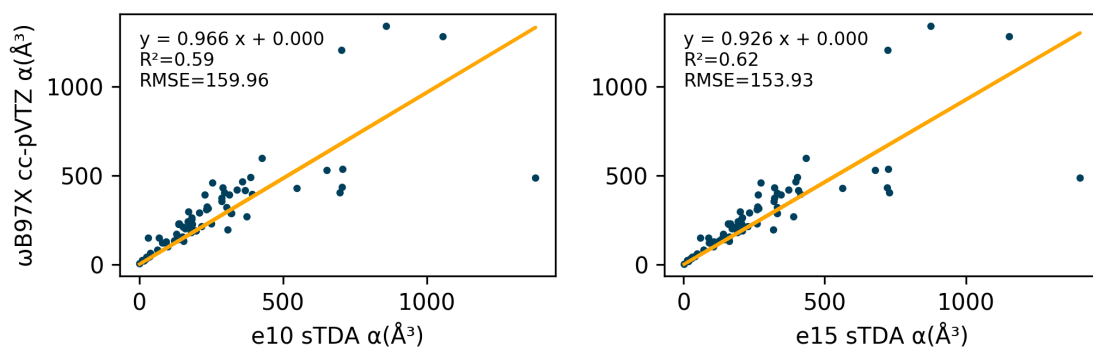 ωB97X cc-pVTZ α(Å³)
1000
500
0
y = 0.966 x + 0.000
R²=0.59
RMSE=159.96
0
500
1000
e10 sTDA α(Å³)
1000
500
0
y = 0.926 x + 0.000
R²=0.62
RMSE=153.93
0
500
1000
e15 sTDA α(Å³)